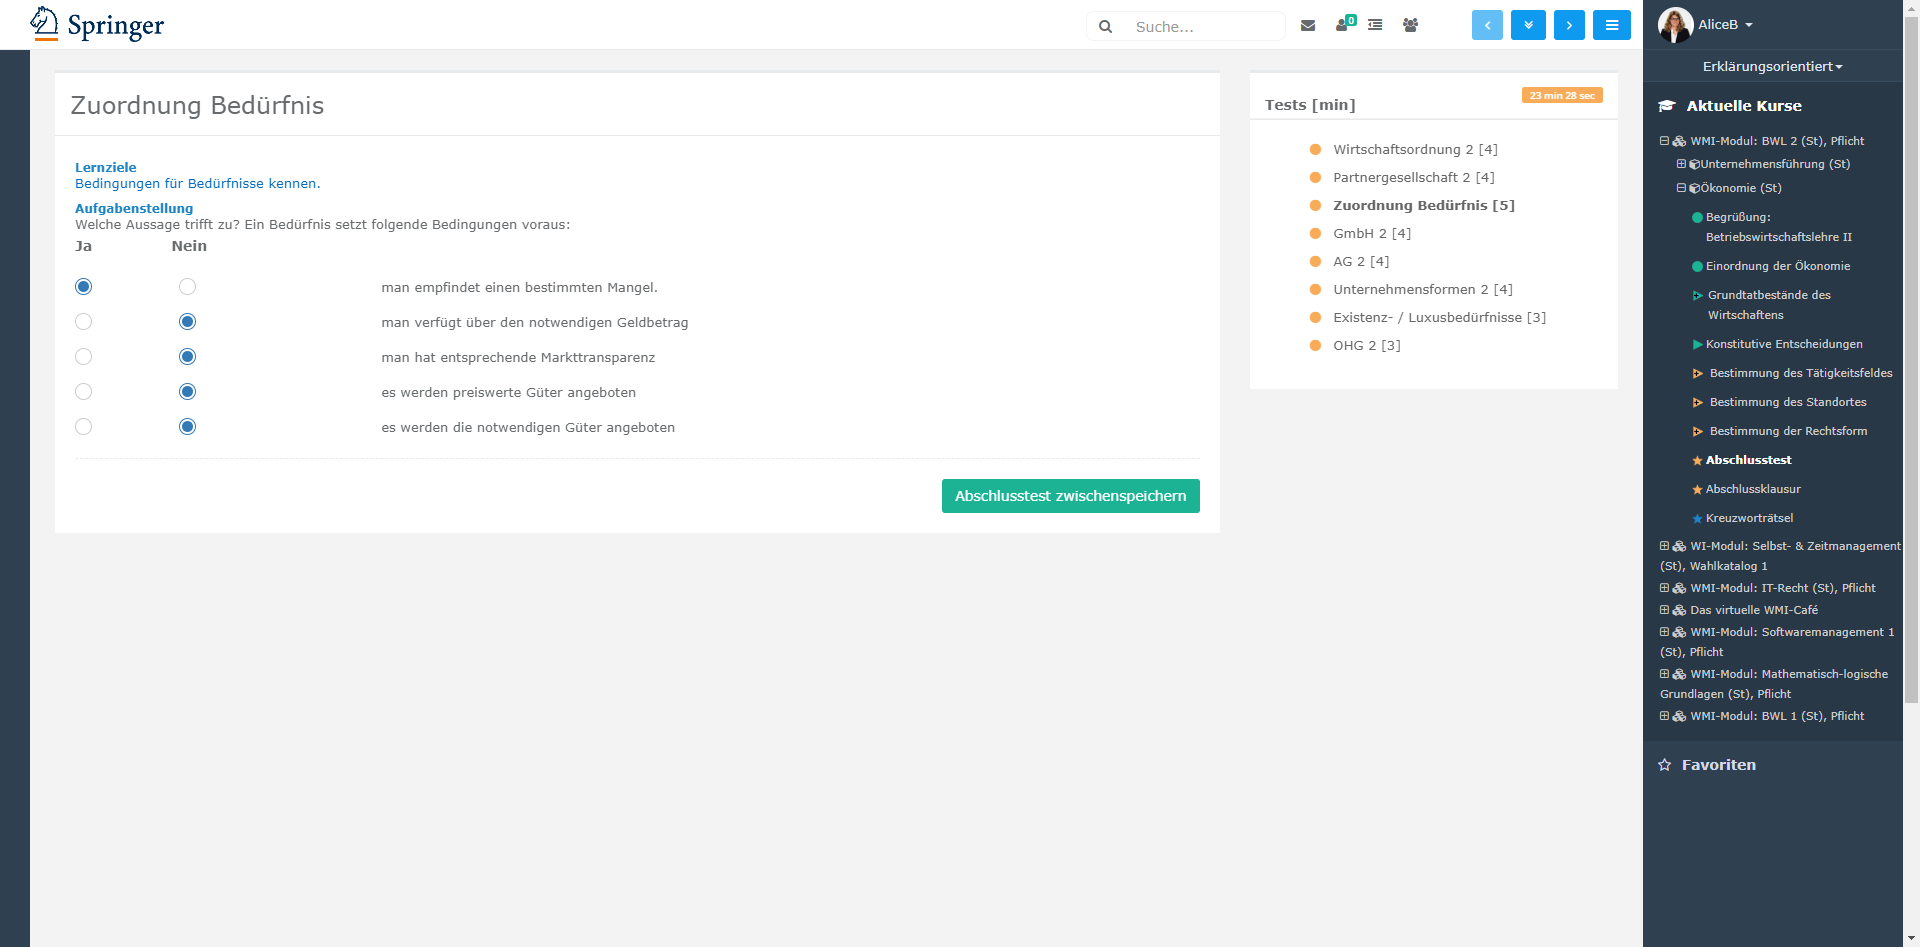 Springer
Suche...
0
AliceB
Erklärungsorientiert
Zuordnung Bedürfnis
Lernziele
Bedingungen für Bedürfnisse kennen.
Aufgabenstellung
Welche Aussage trifft zu? Ein Bedürfnis setzt folgende Bedingungen voraus:
Ja Nein
man empfindet einen bestimmten Mangel.
man verfügt über den notwendigen Geldbetrag
man hat entsprechende Markttransparenz
es werden preiswerte Güter angeboten
es werden die notwendigen Güter angeboten
Abschlusstest zwischenspeichern
Tests [min]
23 min 28 sec
Wirtschaftsordnung 2 [4]
Partnergesellschaft 2 [4]
Zuordnung Bedürfnis [5]
GmbH 2 [4]
AG 2 [4]
Unternehmensformen 2 [4]
Existenz- / Luxusbedürfnisse [3]
OHG 2 [3]
Aktuelle Kurse
WMI-Modul: BWL 2 (St), Pflicht
Unternehmensführung (St)
Ökonomie (St)
Begrüßung:
Betriebswirtschaftslehre II
Einordnung der Ökonomie
Grundtatbestände des
Wirtschaftens
Konstitutive Entscheidungen
Bestimmung des Tätigkeitsfeldes
Bestimmung des Standortes
Bestimmung der Rechtsform
Abschlusstest
Abschlussklausur
Kreuzworträtsel
WI-Modul: Selbst- & Zeitmanagement
(St), Wahlkatalog 1
WMI-Modul: IT-Recht (St), Pflicht
Das virtuelle WMI-Café
WMI-Modul: Softwaremanagement 1
(St), Pflicht
WMI-Modul: Mathematisch-logische
Grundlagen (St), Pflicht
WMI-Modul: BWL 1 (St), Pflicht
Favoriten